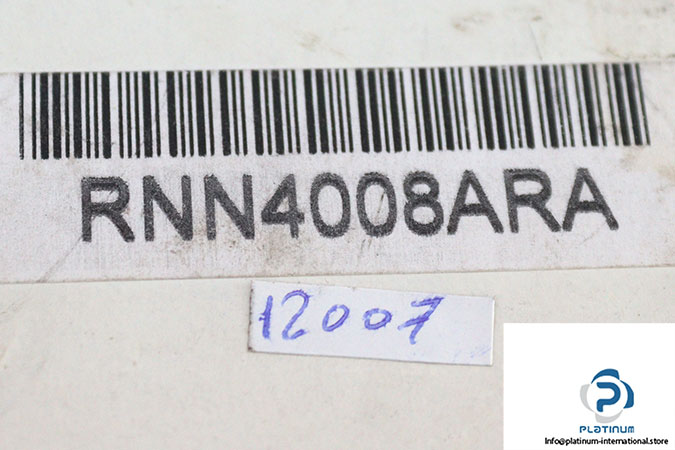 RNN4008ARA
12007
PLATINUM
Info@platinum-international.store